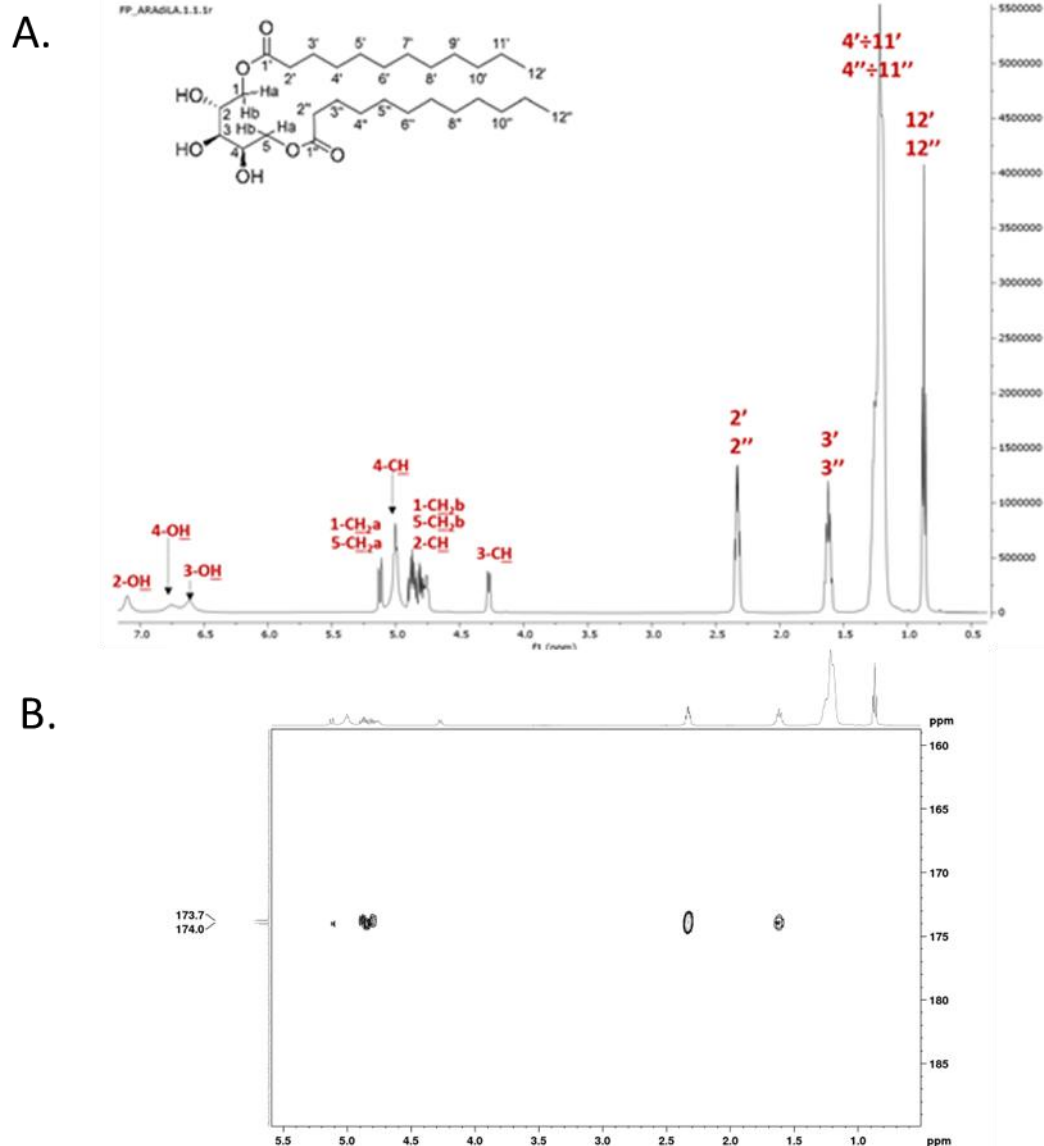 A.
FP_ARAdiLA.1.1.1r
O 3' 5' 7' 9' 11'
1' 2' 4' 6' 8' 10' 12'
O
1 Ha
HO 2 Hb
Hb Ha 2'' 3'' 4'' 5'' 6'' 8'' 10'' 12''
3 4 5
HO O 1'' O
OH
4'÷11'
4''÷11''
12'
12''
2'
2''
3'
3''
4-CH
1-CH2a
5-CH2a
1-CH2b
5-CH2b
2-CH
3-CH
4-OH
3-OH
2-OH
5500000
5000000
4500000
4000000
3500000
3000000
2500000
2000000
1500000
1000000
500000
0
7.0 6.5 6.0 5.5 5.0 4.5 4.0 3.5 3.0 2.5 2.0 1.5 1.0 0.5
f1 (ppm)
B.
ppm
160
165
170
173.7
174.0
175
180
185
5.5 5.0 4.5 4.0 3.5 3.0 2.5 2.0 1.5 1.0 ppm